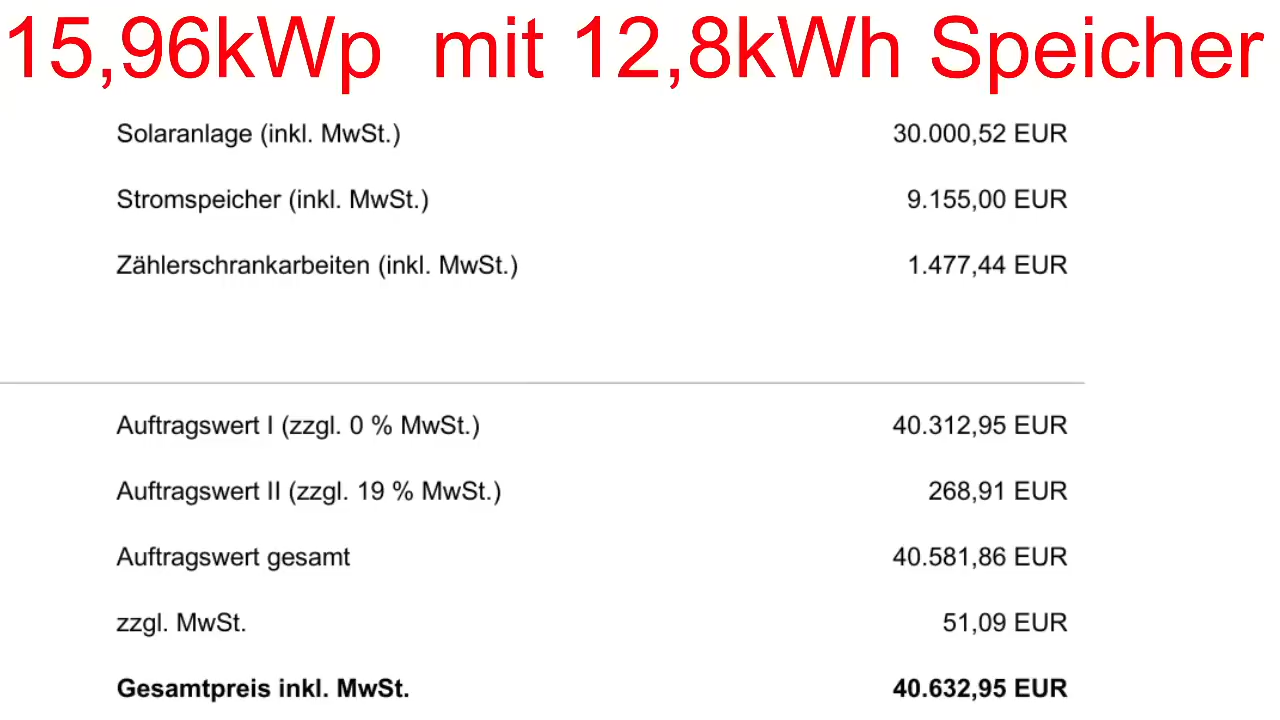 15,96kWp mit 12,8kWh Speicher
Solaranlage (inkl. MwSt.) 30.000,52 EUR
Stromspeicher (inkl. MwSt.) 9.155,00 EUR
Zählerschrankarbeiten (inkl. MwSt.) 1.477,44 EUR
Auftragswert I (zzgl. 0 % MwSt.) 40.312,95 EUR
Auftragswert II (zzgl. 19 % MwSt.) 268,91 EUR
Auftragswert gesamt 40.581,86 EUR
zzgl. MwSt. 51,09 EUR
Gesamtpreis inkl. MwSt. 40.632,95 EUR